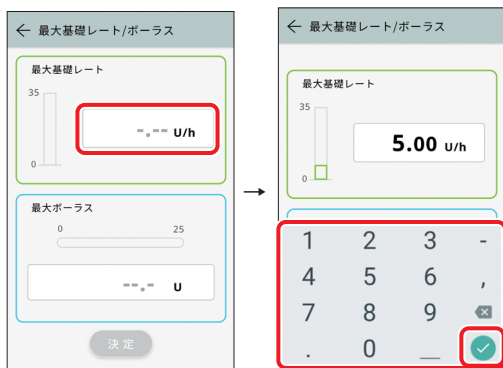 ← 最大基礎レート/ボーラス
最大基礎レート
35
-.-- U/h
0
最大ボーラス
0 25
--.- U
決定
→
← 最大基礎レート/ボーラス
最大基礎レート
35
5.00 U/h
0
1 2 3 -
4 5 6 ,
7 8 9
. 0 _